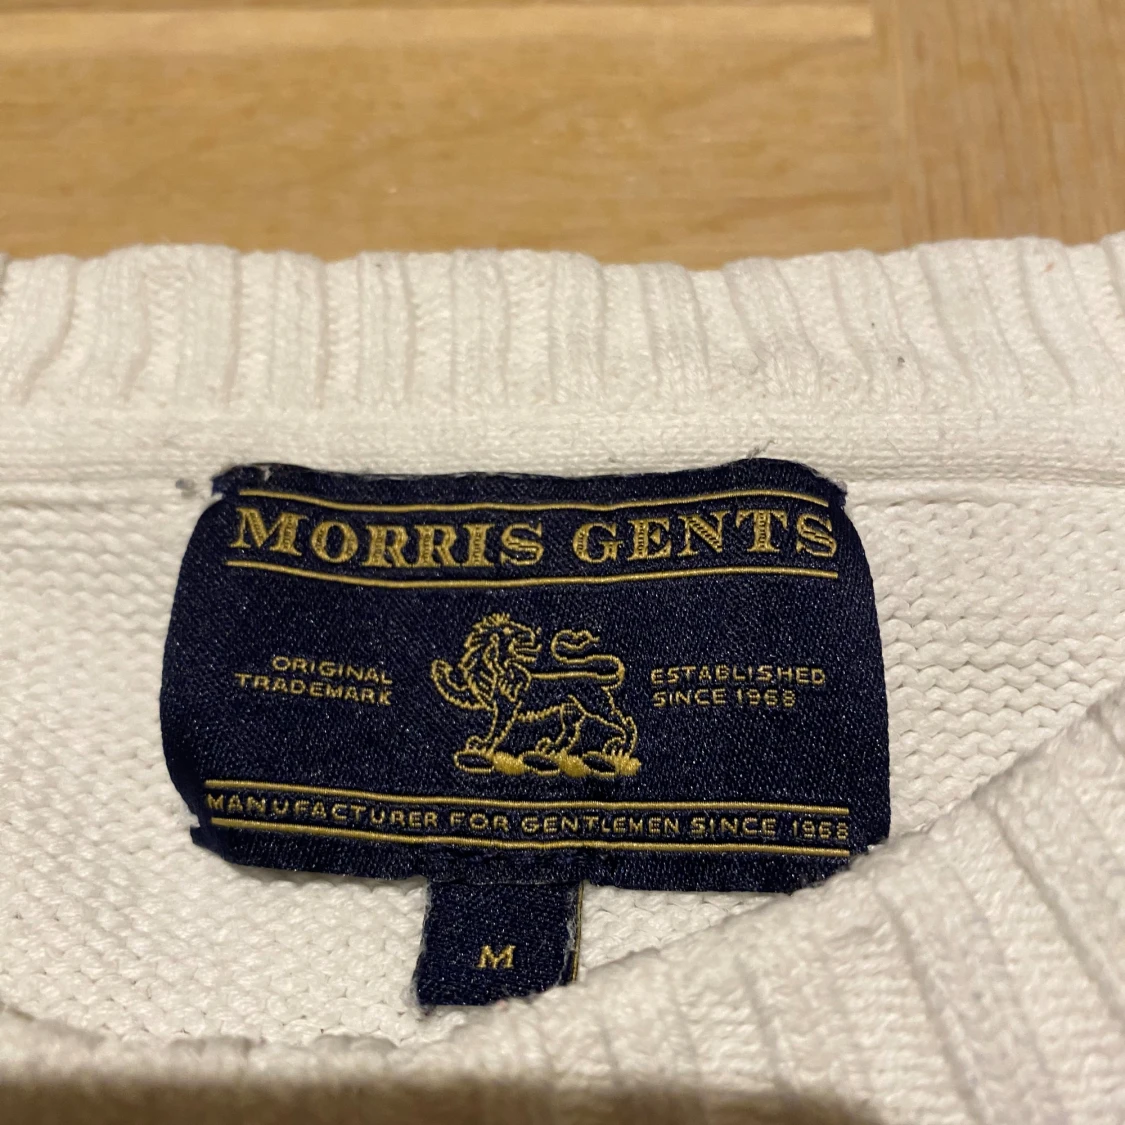 MORRIS GENTS
ORIGINAL
TRADEMARK
ESTABLISHED
SINCE 1968
MANUFACTURER FOR GENTLEMEN SINCE 1968
M